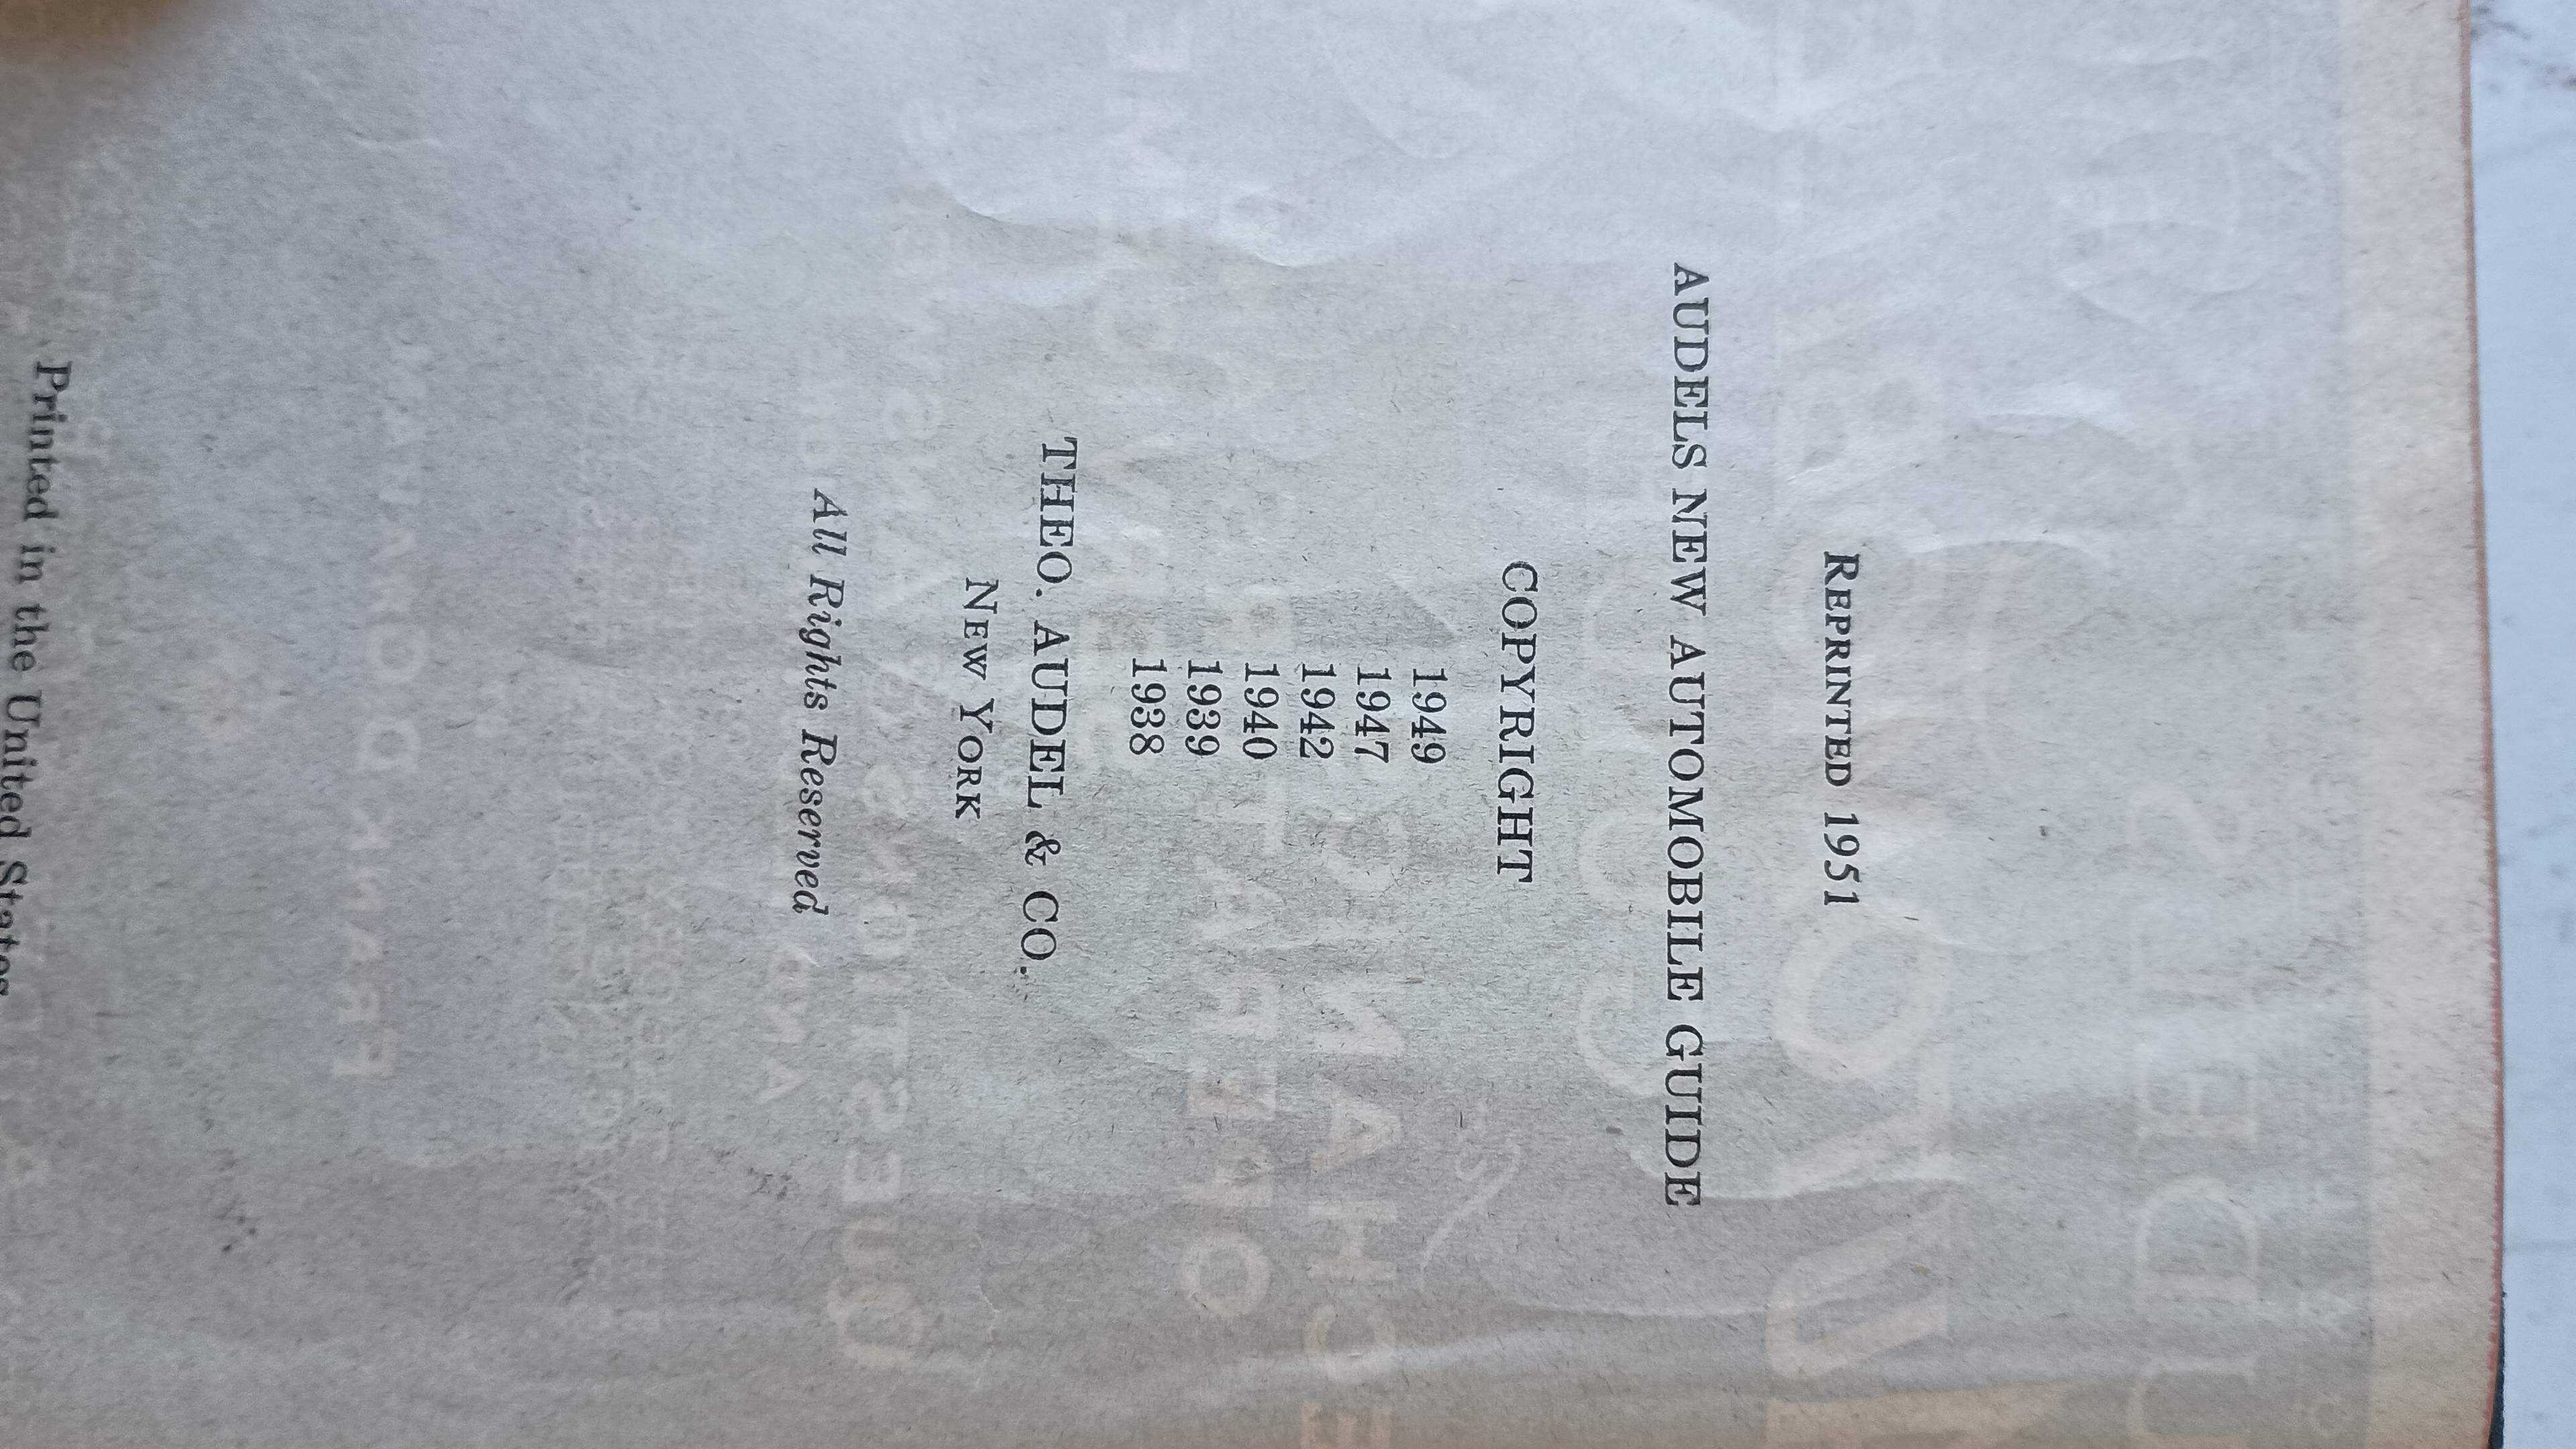 REPRINTED 1951
AUDELS NEW AUTOMOBILE GUIDE
COPYRIGHT
1949
1947
1942
1940
1939
1938
THEO. AUDEL & CO.
NEW YORK
All Rights Reserved
Printed in the United States